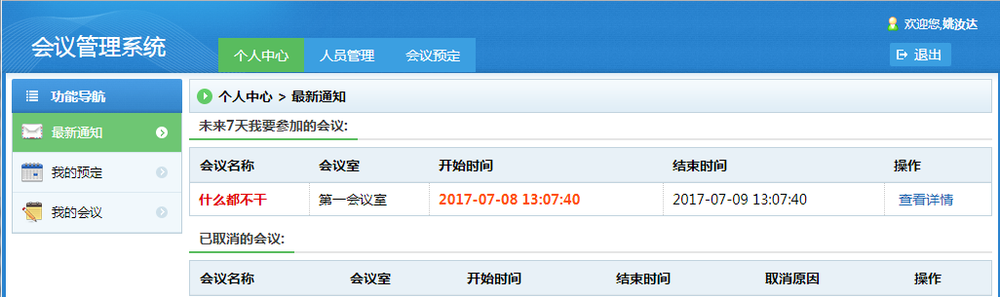 欢迎您,姚汝达
会议管理系统
个人中心 人员管理 会议预定 退出
功能导航
最新通知
我的预定
我的会议
个人中心 > 最新通知
未来7天我要参加的会议:
会议名称 会议室 开始时间 结束时间 操作
什么都不干 第一会议室 2017-07-08 13:07:40 2017-07-09 13:07:40 查看详情
已取消的会议:
会议名称 会议室 开始时间 结束时间 取消原因 操作